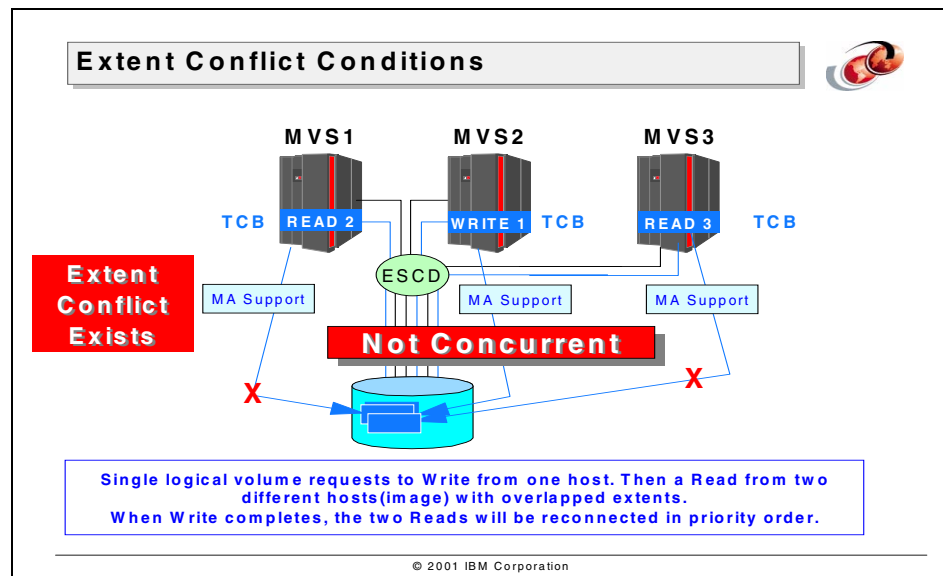 Extent Conflict Conditions
MVS1 MVS2 MVS3
TCB READ 2 WRITE 1 TCB READ 3 TCB
ESCD
Extent
Conflict
Exists
MA Support MA Support MA Support
Not Concurrent
X X
Single logical volume requests to Write from one host. Then a Read from two
different hosts(image) with overlapped extents.
When Write completes, the two Reads will be reconnected in priority order.
© 2001 IBM Corporation